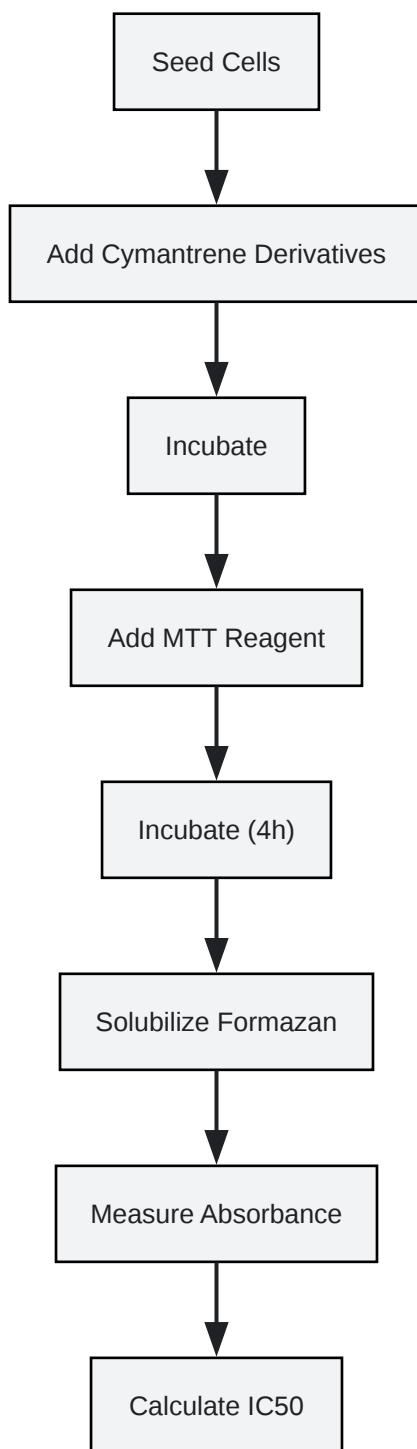 Seed Cells
Add Cymantrene Derivatives
Incubate
Add MTT Reagent
Incubate (4h)
Solubilize Formazan
Measure Absorbance
Calculate IC50